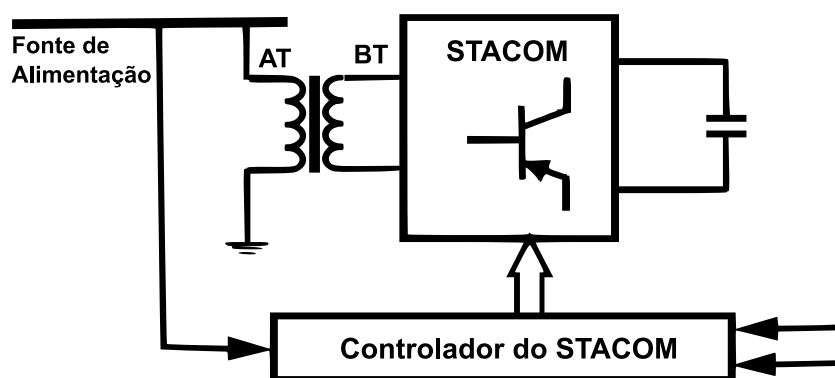 Fonte de
Alimentação
AT
BT
STACOM
Controlador do STACOM